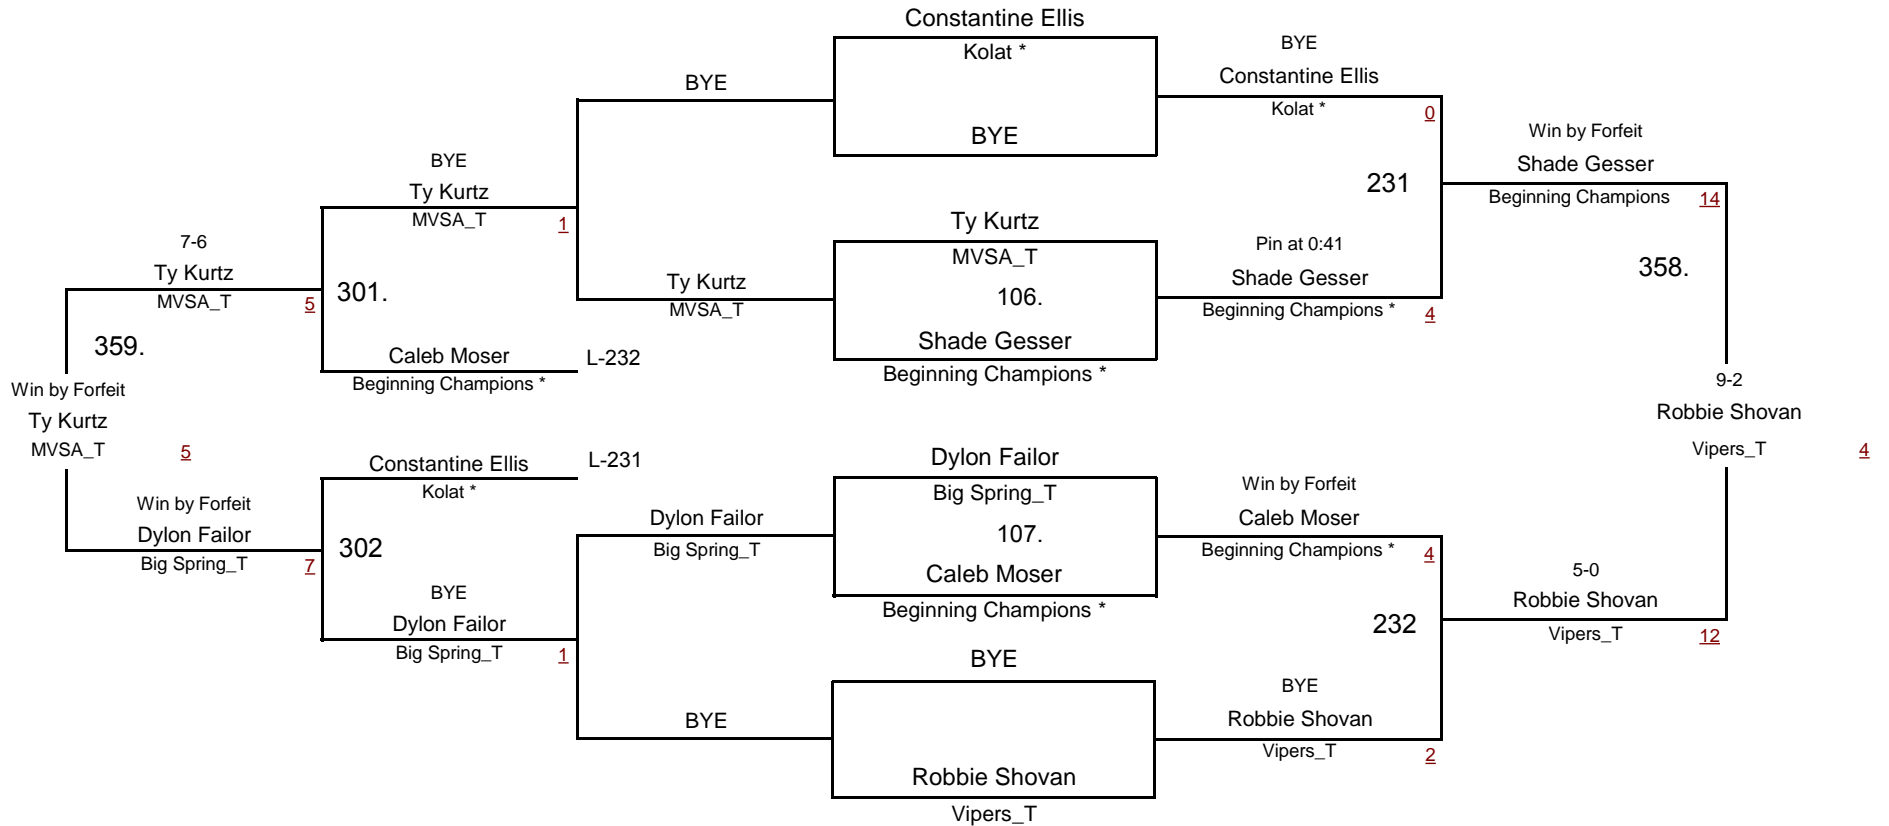 Constantine Ellis
Kolat *
BYE
BYE
Constantine Ellis
Kolat *
0
BYE
Win by Forfeit
Shade Gesser
Beginning Champions
14
231
BYE
Ty Kurtz
MVSA_T
1
Ty Kurtz
MVSA_T
106.
Shade Gesser
Beginning Champions *
Pin at 0:41
Shade Gesser
Beginning Champions *
4
358.
7-6
Ty Kurtz
MVSA_T
5
301.
Ty Kurtz
MVSA_T
359.
Caleb Moser
L-232
Beginning Champions *
Win by Forfeit
Ty Kurtz
MVSA_T
5
9-2
Robbie Shovan
Vipers_T
4
Constantine Ellis
L-231
Kolat *
Dylon Failor
Big Spring_T
107.
Caleb Moser
Beginning Champions *
Win by Forfeit
Caleb Moser
Beginning Champions *
4
Win by Forfeit
Dylon Failor
Big Spring_T
7
302
Dylon Failor
Big Spring_T
BYE
Dylon Failor
Big Spring_T
1
232
5-0
Robbie Shovan
Vipers_T
12
BYE
BYE
Robbie Shovan
Vipers_T
BYE
Robbie Shovan
Vipers_T
2